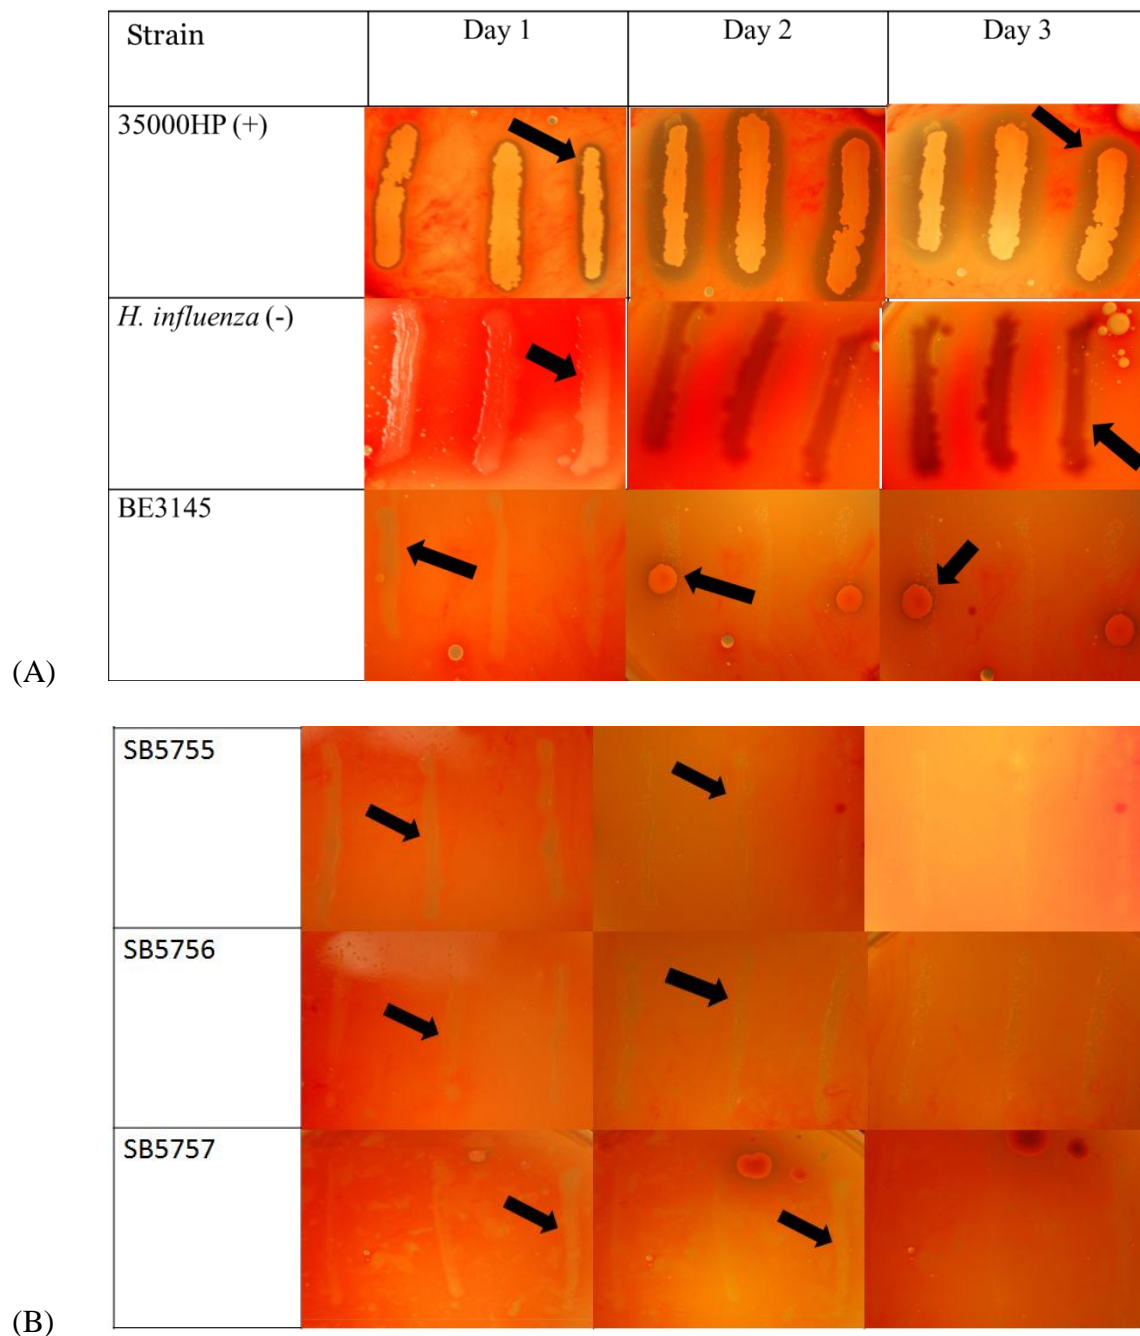 Strain Day 1 Day 2 Day 3
35000HP (+)
H. influenza (-)
BE3145
(A)
SB5755
SB5756
SB5757
(B)